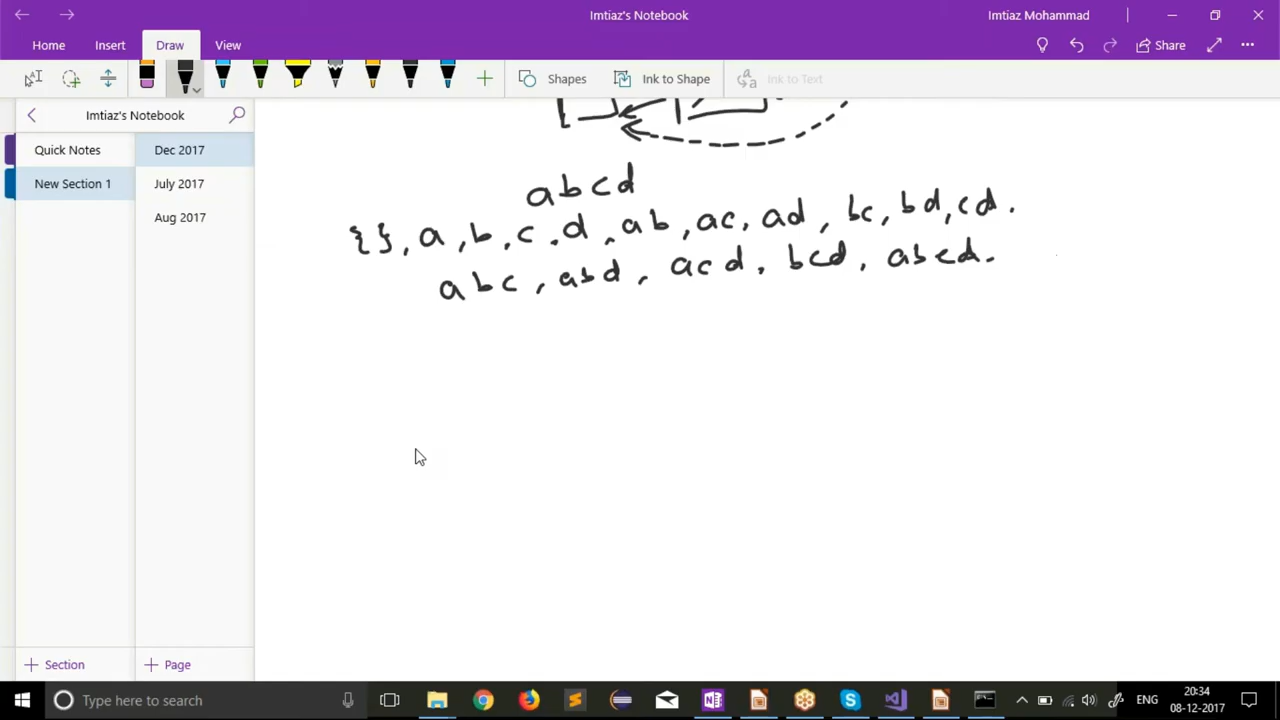 Imtiaz's Notebook
Imtiaz Mohammad
Home Insert Draw View
Share
Shapes Ink to Shape Ink to Text
Imtiaz's Notebook
Quick Notes
New Section 1
Dec 2017
July 2017
Aug 2017
abcd
{}, a, b, c, d, ab, ac, ad, bc, bd, cd.
abc, abd, acd, bcd, abcd.
+ Section
+ Page
Type here to search
ENG
20:34
08-12-2017